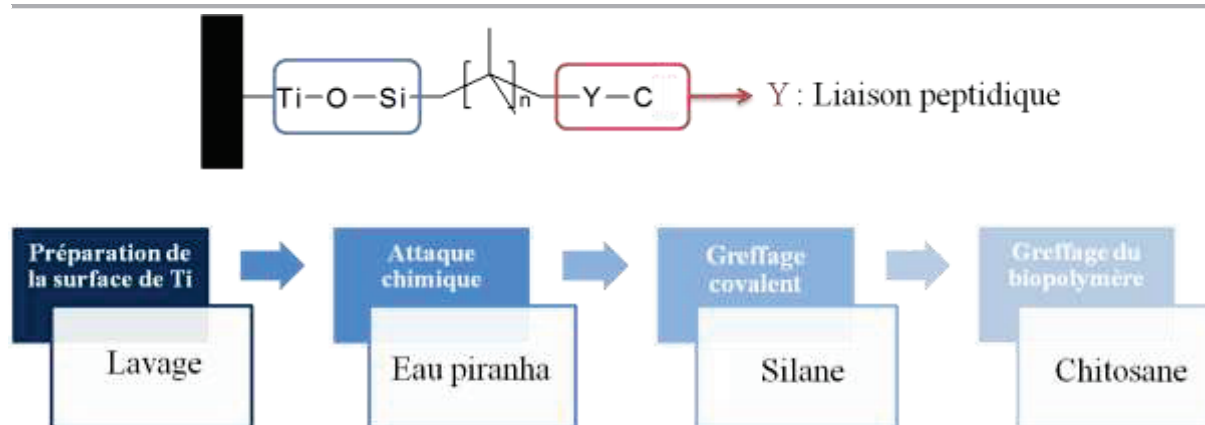 Ti-O-Si
n
Y-C
Y : Liaison peptidique
Préparation de
la surface de Ti
Lavage
Attaque
chimique
Eau piranha
Greffage
covalent
Silane
Greffage du
biopolymère
Chitosane